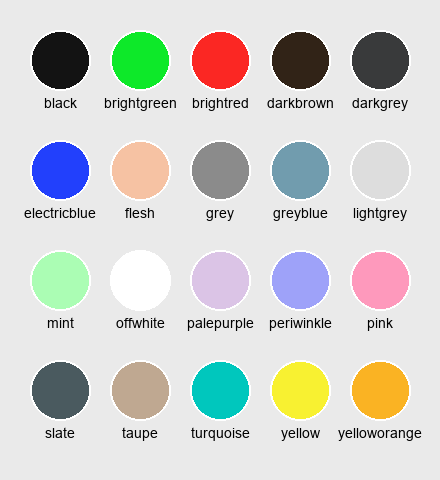 black brightgreen brightred darkbrown darkgrey
electricblue flesh grey greyblue lightgrey
mint offwhite palepurple periwinkle pink
slate taupe turquoise yellow yelloworange